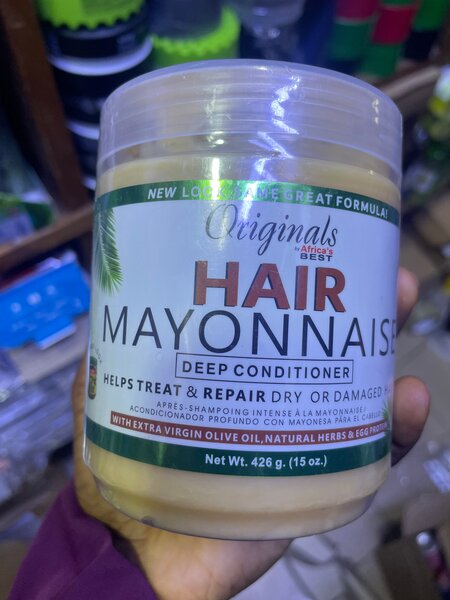 NEW LOOK, SAME GREAT FORMULA!
Originals
by Africa's
BEST
HAIR
MAYONNAISE
DEEP CONDITIONER
HELPS TREAT & REPAIR DRY OR DAMAGED
APRÈS-SHAMPOING INTENSE À LA MAYONNAISE/
ACONDICIONADOR PROFUNDO CON MAYONESA PARA EL CABELLO
WITH EXTRA VIRGIN OLIVE OIL, NATURAL HERBS & EGG PROTEIN
Net Wt. 426 g. (15 oz.)